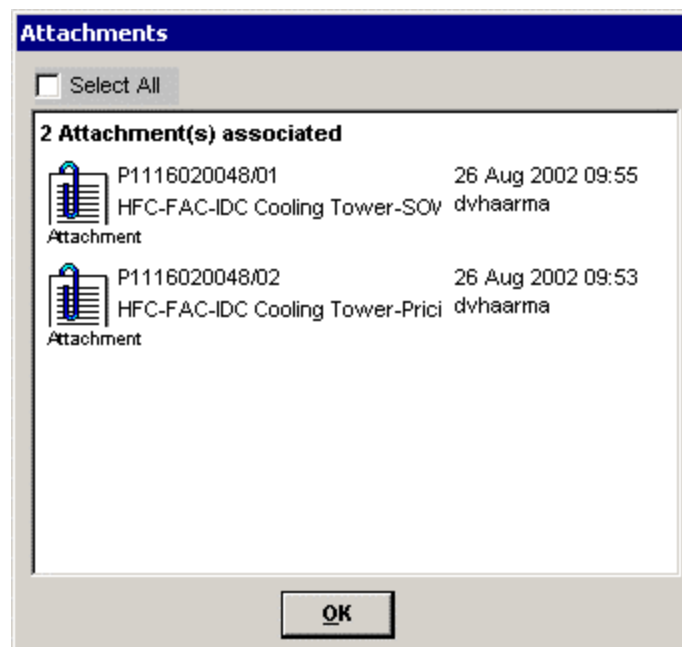 Attachments
Select All
2 Attachment(s) associated
P1116020048/01 26 Aug 2002 09:55
HFC-FAC-IDC Cooling Tower-SOW dvhaarma
Attachment
P1116020048/02 26 Aug 2002 09:53
HFC-FAC-IDC Cooling Tower-Prici dvhaarma
Attachment
OK